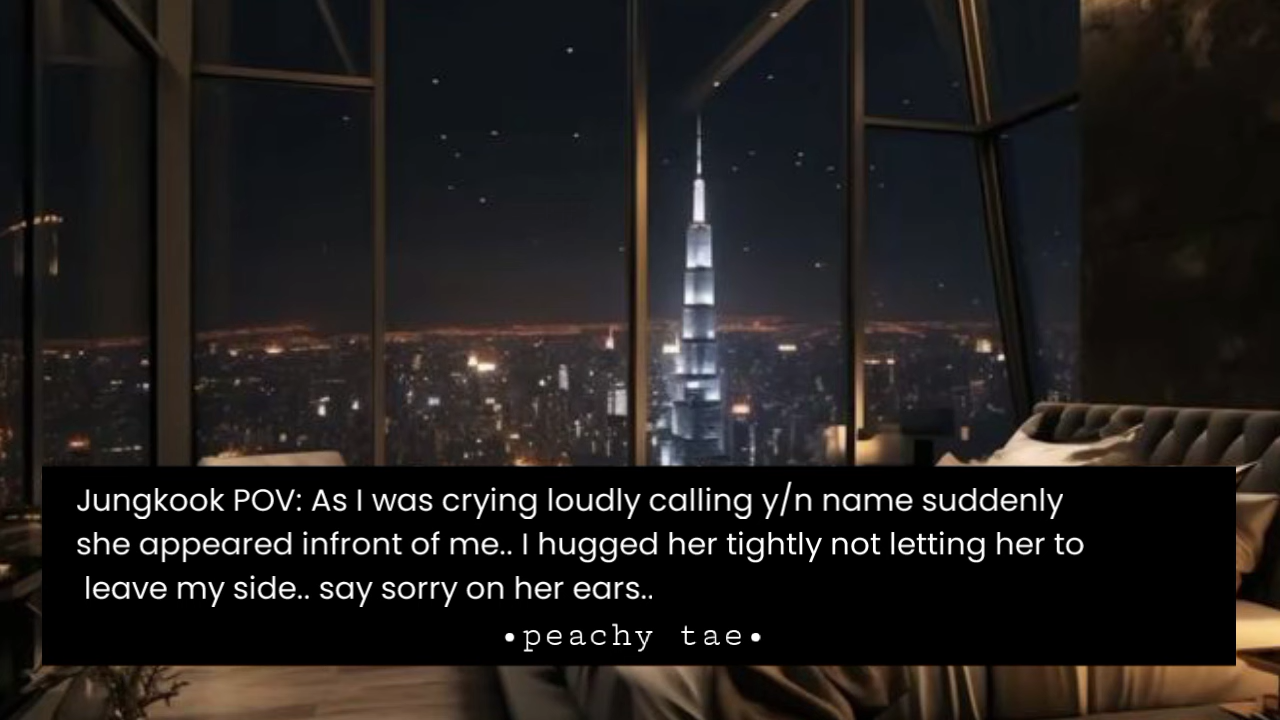 Jungkook POV: As I was crying loudly calling y/n name suddenly
she appeared infront of me.. I hugged her tightly not letting her to
leave my side.. say sorry on her ears..
•peachy tae•